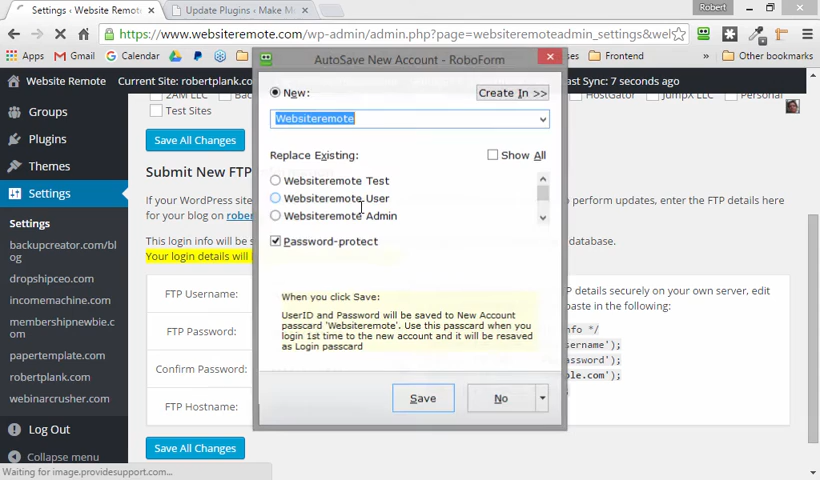 Settings ‹ Website Remote
Update Plugins ‹ Make M
Robert
https://www.websiteremote.com/wp-admin/admin.php?page=websiteremoteadmin_settings&wel
Apps
Gmail
Calendar
Forums
Frontend
Other bookmarks
Website Remote
Current Site: robertplank.com
Last Sync: 7 seconds ago
Groups
Plugins
Themes
Settings
Settings
backupcreator.com/bl
og
dropshipceo.com
incomemachine.com
membershipnewbie.c
om
papertemplate.com
robertplank.com
webinarcrusher.com
Log Out
Collapse menu
Waiting for image.providesupport.com...
2AM LLC
HostGator
JumpX LLC
Personal
Test Sites
Save All Changes
Submit New FTP
If your WordPress site
to perform updates, enter the FTP details here
for your blog on
This login info will be s
database.
Your login details will
FTP Username:
FTP Password:
Confirm Password:
FTP Hostname:
Save All Changes
details securely on your own server, edit
paste in the following:
*/
AutoSave New Account - RoboForm
New:
Create In >>
Websiteremote
Replace Existing:
Show All
Websiteremote Test
Websiteremote User
Websiteremote Admin
Password-protect
When you click Save:
UserID and Password will be saved to New Account
passcard 'Websiteremote'. Use this passcard when you
login 1st time to the new account and it will be resaved
as Login passcard
Save
No